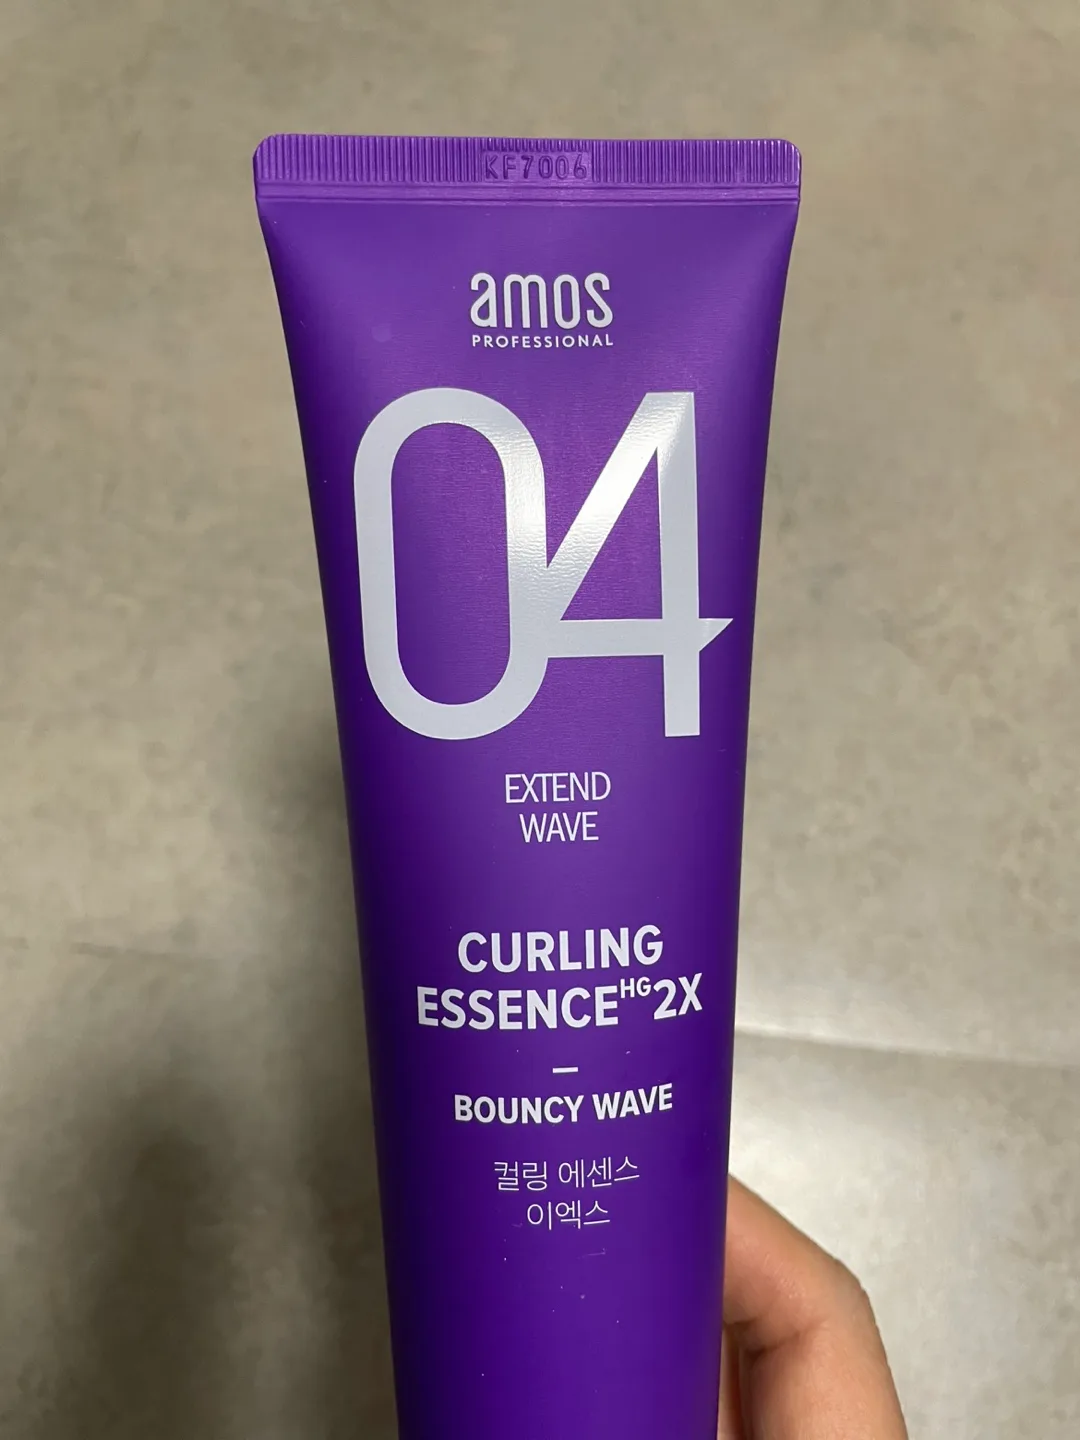 KF7006
amos
PROFESSIONAL
04
EXTEND
WAVE
CURLING
ESSENCE HG 2X
BOUNCY WAVE
컬링 에센스
이엑스